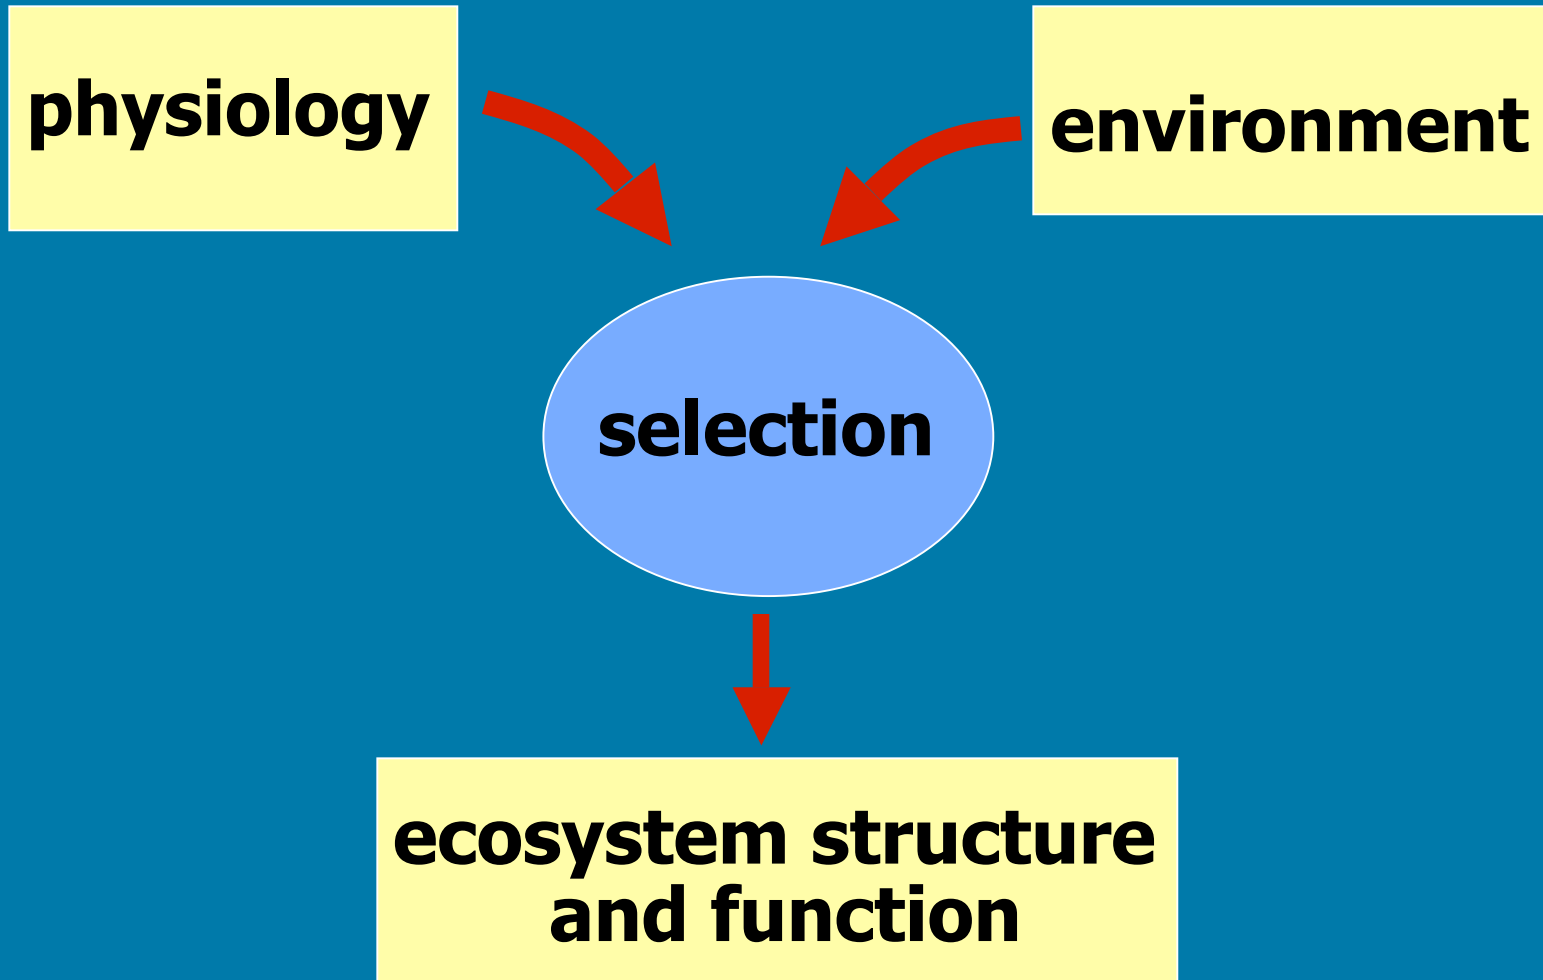 physiology
environment
selection
ecosystem structure
and function